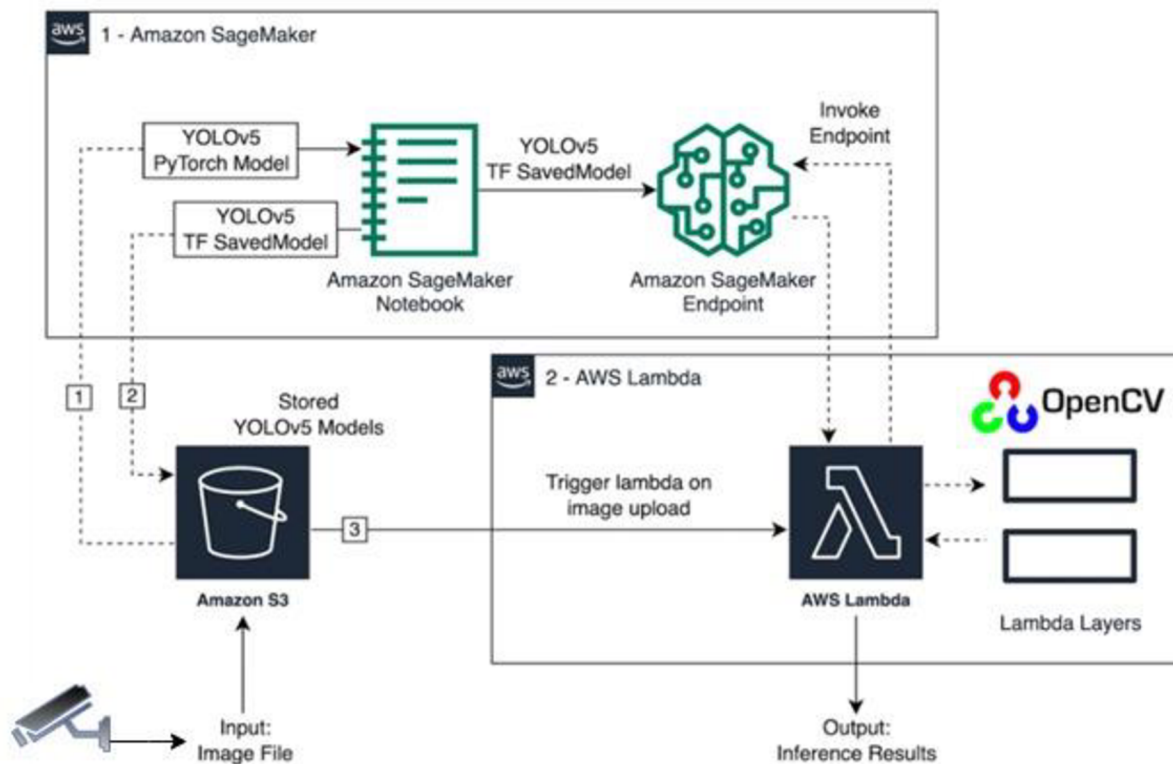 aws
1 - Amazon SageMaker
YOLOv5
PyTorch Model
YOLOv5
TF SavedModel
YOLOv5
TF SavedModel
Invoke
Endpoint
Amazon SageMaker
Notebook
Amazon SageMaker
Endpoint
1
2
Stored
YOLOv5 Models
aws
2 - AWS Lambda
OpenCV
Trigger lambda on
image upload
3
Amazon S3
AWS Lambda
Lambda Layers
Input:
Image File
Output:
Inference Results